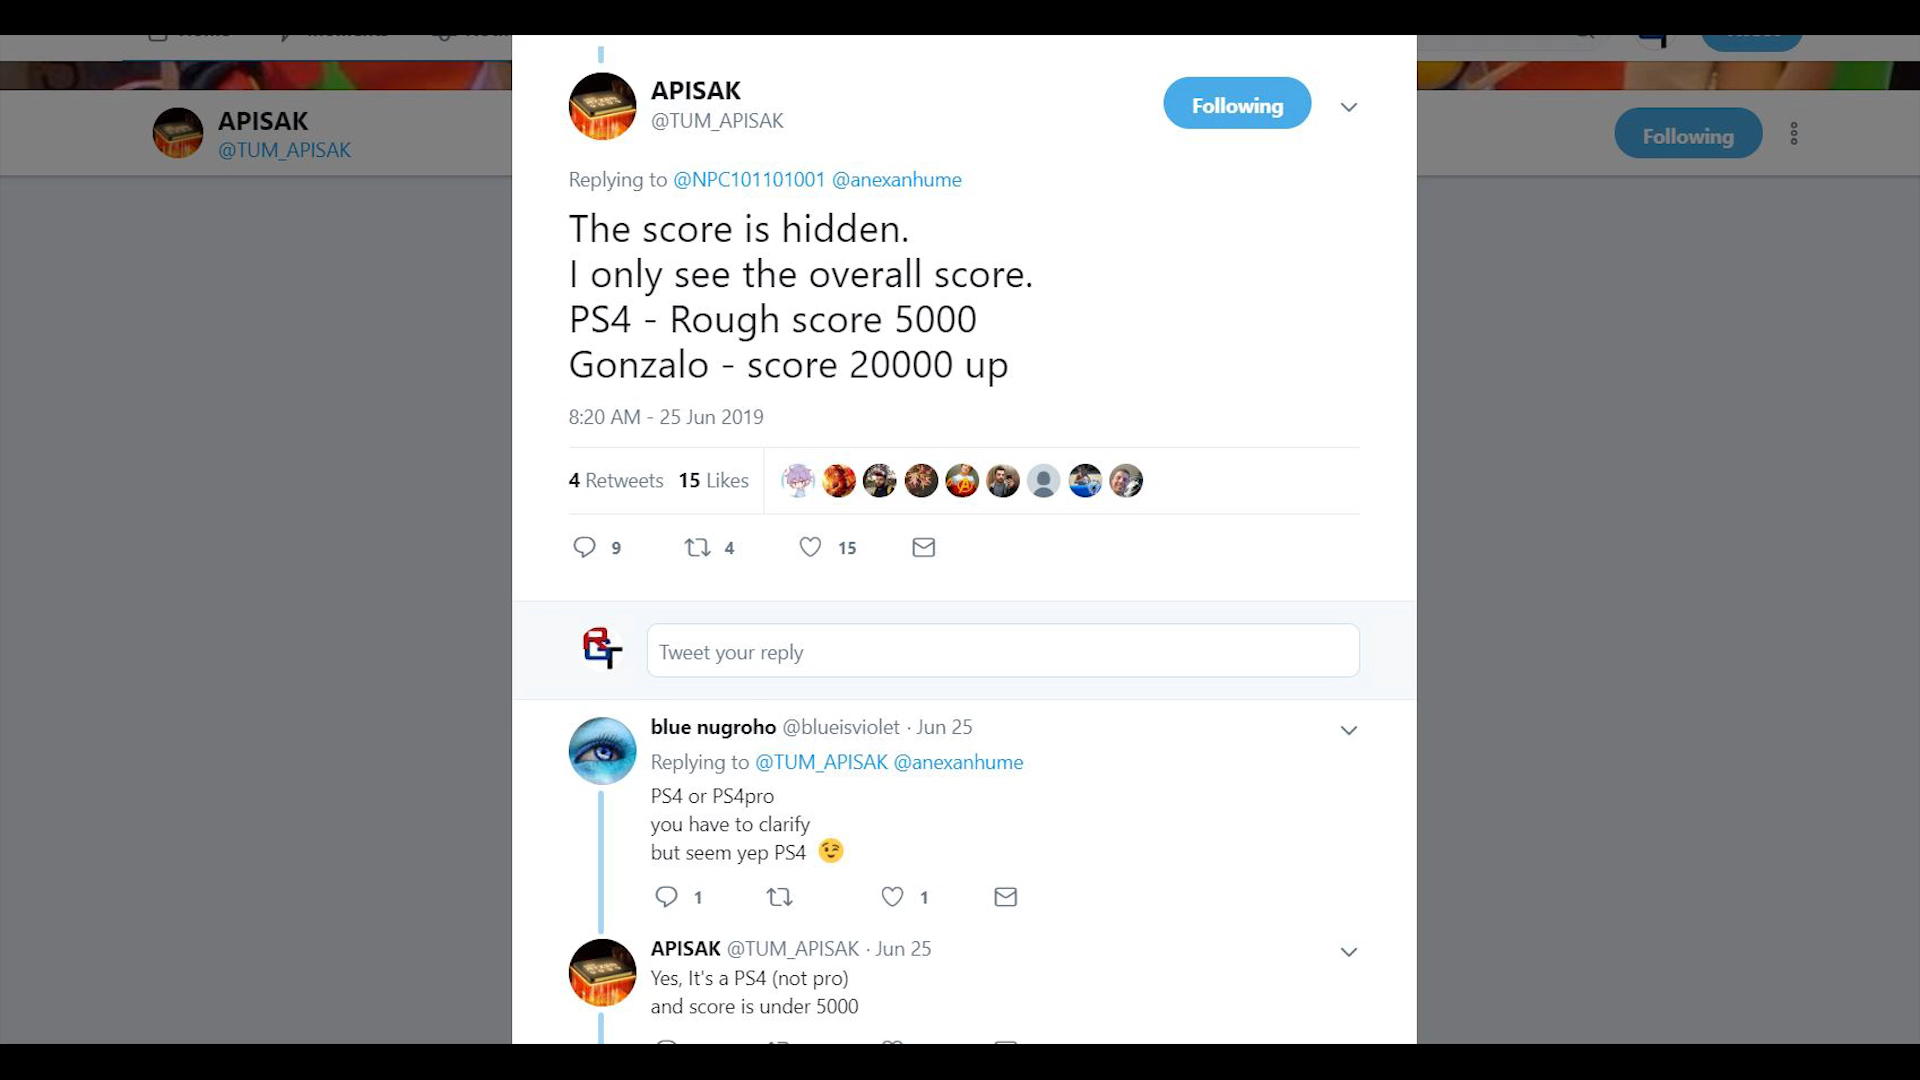 APISAK
@TUM_APISAK
Following
APISAK
@TUM_APISAK
Following
Replying to @NPC101101001 @anexanhume
The score is hidden.
I only see the overall score.
PS4 - Rough score 5000
Gonzalo - score 20000 up
8:20 AM - 25 Jun 2019
4 Retweets 15 Likes
9 4 15
Tweet your reply
blue nugroho @blueisviolet · Jun 25
Replying to @TUM_APISAK @anexanhume
PS4 or PS4pro
you have to clarify
but seem yep PS4 😉
1 1
APISAK @TUM_APISAK · Jun 25
Yes, It's a PS4 (not pro)
and score is under 5000